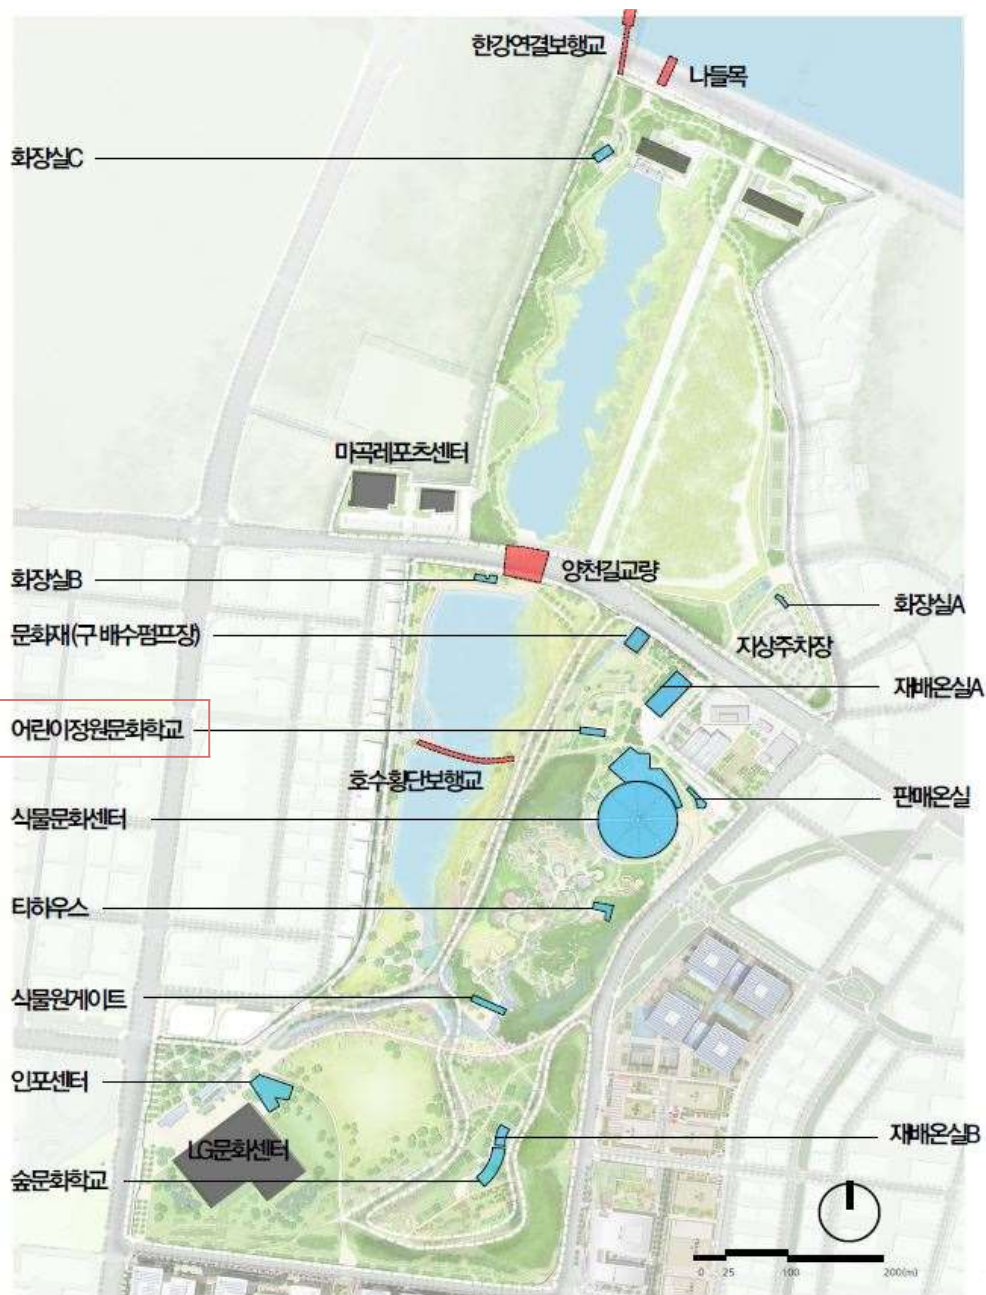 한강연결보행교
나들목
화장실C
마곡레포츠센터
양천길교량
화장실B
화장실A
문화재(구 배수펌프장)
지상주차장
재배온실A
어린이정원문화학교
호수횡단보행교
판매온실
식물문화센터
티하우스
식물원게이트
인포센터
재배온실B
LG문화센터
숲문화학교
0 25 100 200(m)